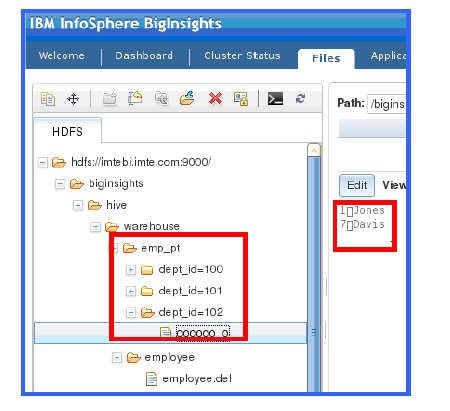 IBM InfoSphere BigInsights
Welcome Dashboard Cluster Status Files Applica
Path: /bigins
HDFS
hdfs://imtebi.imte.com:9000/
biginsights
hive
warehouse
emp_pt
dept_id=100
dept_id=101
dept_id=102
000000_0
employee
employee.del
Edit View
1▯Jones
7▯Davis